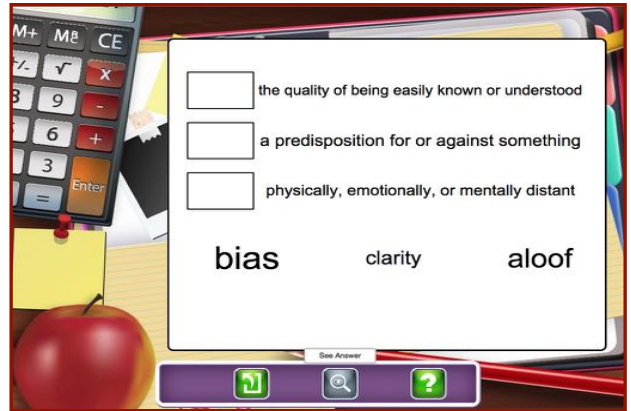 M+ M CE
+/- √ X
9 -
6 +
3 Enter
=
the quality of being easily known or understood
a predisposition for or against something
physically, emotionally, or mentally distant
bias clarity aloof
See Answer
?